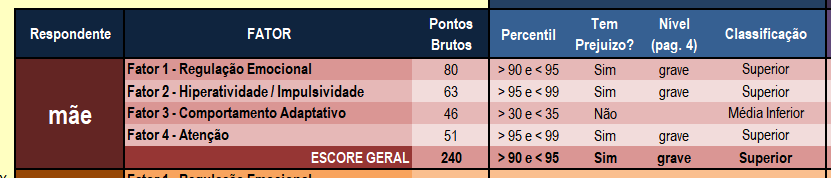 Respondente FATOR Pontos Brutos Percentil Tem Prejuizo? Nível (pag. 4) Classificação
mãe
Fator 1 - Regulação Emocional 80 > 90 e < 95 Sim grave Superior
Fator 2 - Hiperatividade / Impulsividade 63 > 95 e < 99 Sim grave Superior
Fator 3 - Comportamento Adaptativo 46 > 30 e < 35 Não Média Inferior
Fator 4 - Atenção 51 > 95 e < 99 Sim grave Superior
ESCORE GERAL 240 > 90 e < 95 Sim grave Superior